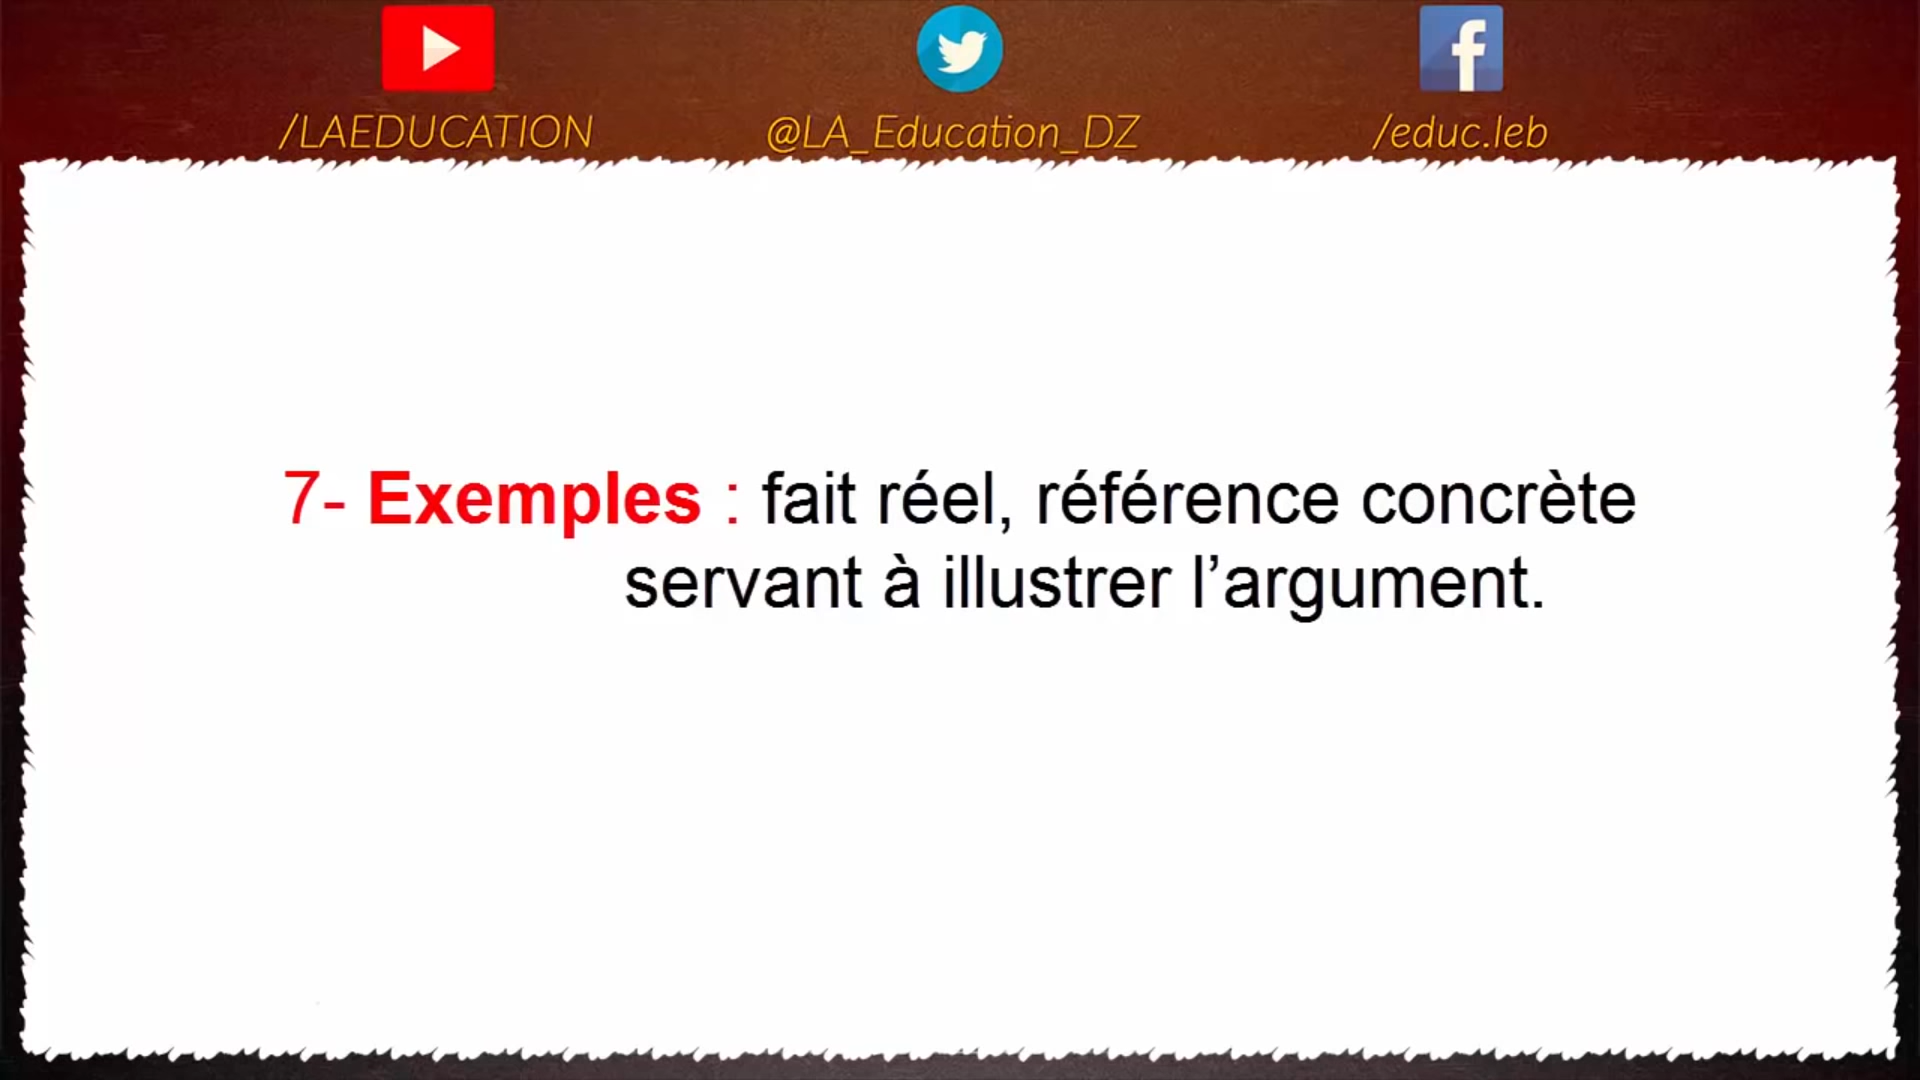 /LAEDUCATION @LA_Education_DZ /educ.leb
7- Exemples : fait réel, référence concrète
servant à illustrer l’argument.